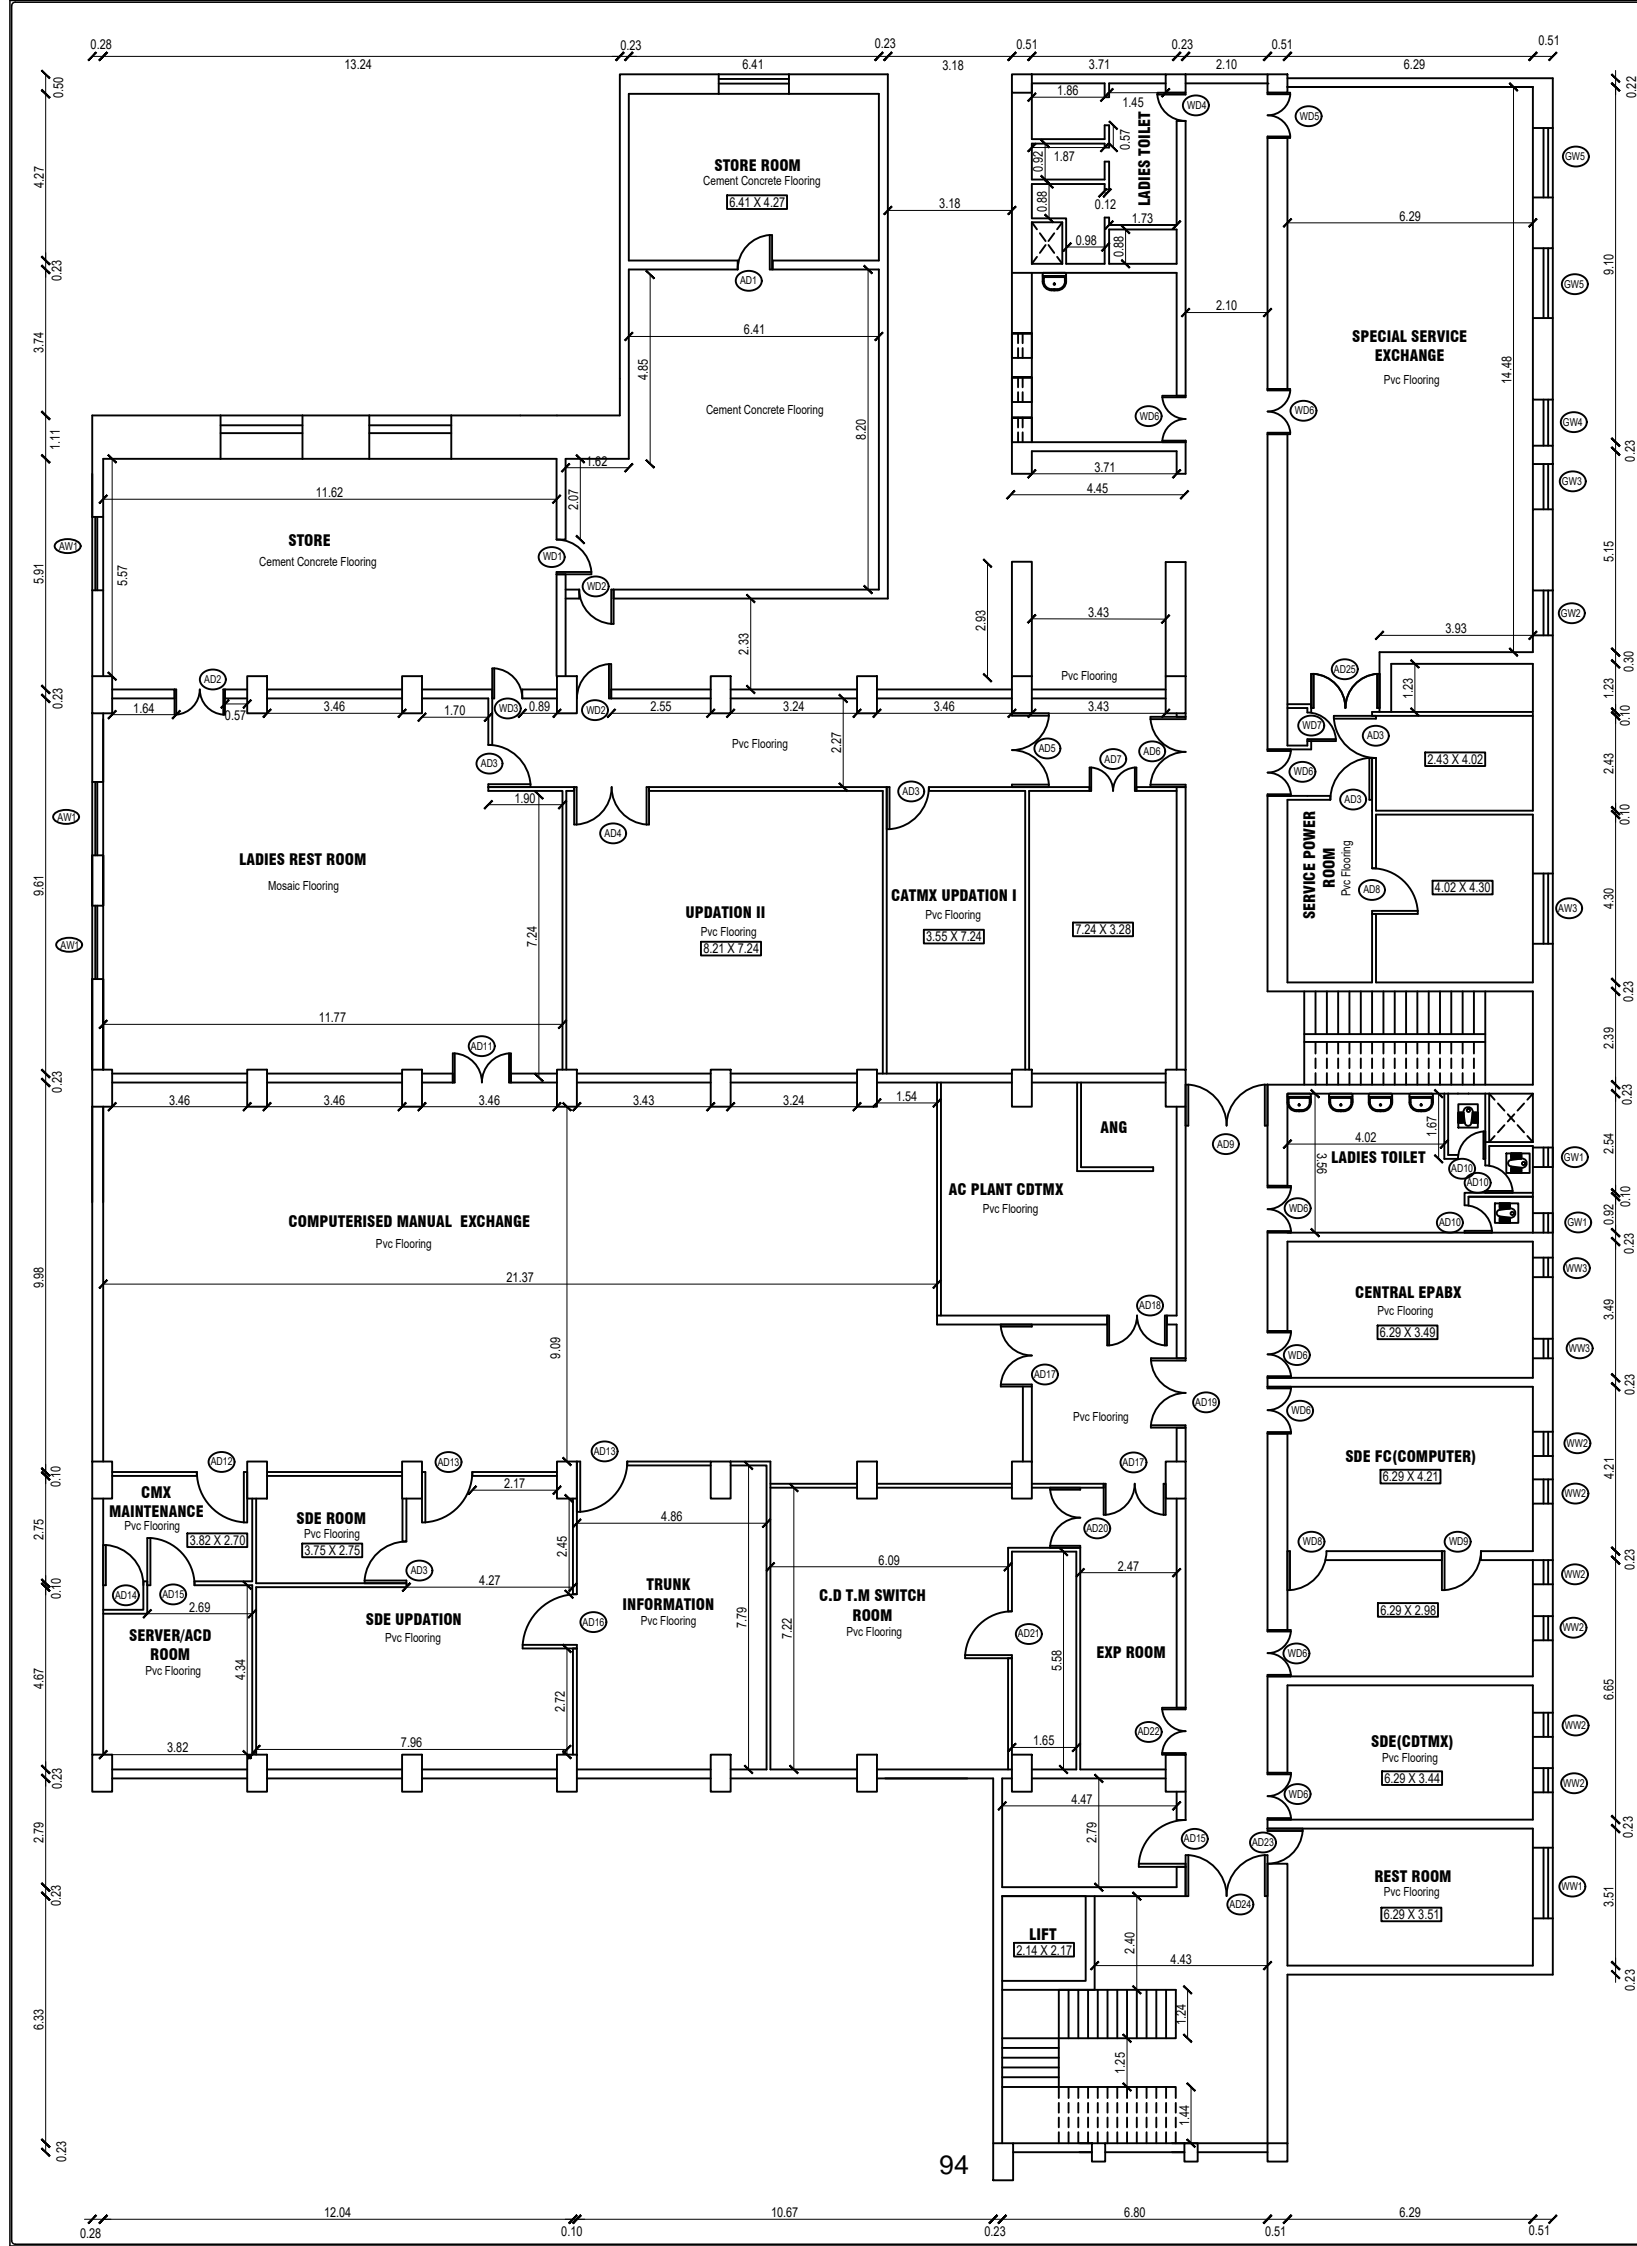 0.28
13.24
0.23
6.41
0.23
3.18
0.51
3.71
0.23
2.10
0.51
6.29
0.51
0.50
4.27
0.23
3.74
1.11
5.91
0.23
9.61
0.23
9.98
0.10
2.75
0.10
4.67
0.23
2.79
0.23
6.33
0.23
STORE ROOM
Cement Concrete Flooring
6.41 X 4.27
AD1
6.41
4.85
8.20
Cement Concrete Flooring
3.18
1.86
1.45
WD4
0.57
0.92
1.87
0.88
0.12
1.73
0.98
0.88
LADIES TOILET
2.10
WD6
3.71
4.45
WD5
6.29
14.48
SPECIAL SERVICE
EXCHANGE
Pvc Flooring
WD6
GW5
GW5
GW4
GW3
GW2
0.22
9.10
0.23
5.15
0.30
1.23
0.10
2.43
0.10
4.30
0.23
2.39
0.23
2.54
0.10
0.92
0.23
3.49
0.23
4.21
0.23
6.65
0.23
3.51
0.23
1.62
2.07
11.62
STORE
Cement Concrete Flooring
5.57
AW1
WD1
WD2
2.33
2.93
3.43
Pvc Flooring
3.93
AD25
1.23
AD2
1.64
0.57
3.46
1.70
WD3
0.89
WD2
2.55
3.24
3.46
3.43
Pvc Flooring
2.27
AD5
AD7
AD6
AD3
AD3
1.90
AD4
WD7
AD3
WD6
AD3
2.43 X 4.02
AW1
LADIES REST ROOM
Mosaic Flooring
AW1
7.24
11.77
AD11
UPDATION II
Pvc Flooring
8.21 X 7.24
CATMX UPDATION I
Pvc Flooring
3.55 X 7.24
7.24 X 3.28
SERVICE POWER
ROOM
Pvc Flooring
AD8
4.02 X 4.30
AW3
3.46
3.46
3.46
3.43
3.24
1.54
ANG
AC PLANT CDTMX
Pvc Flooring
AD9
4.02
3.56
1.67
LADIES TOILET
AD10
AD10
AD10
GW1
GW1
WD6
COMPUTERISED MANUAL EXCHANGE
Pvc Flooring
21.37
9.09
AD18
AD17
AD19
Pvc Flooring
CENTRAL EPABX
Pvc Flooring
6.29 X 3.49
WW3
WW3
WD6
WD6
SDE FC(COMPUTER)
6.29 X 4.21
WW2
WW2
AD12
AD13
AD13
2.17
CMX
MAINTENANCE
Pvc Flooring
3.82 X 2.70
SDE ROOM
Pvc Flooring
3.75 X 2.75
AD3
4.27
2.45
4.86
AD14
AD15
2.69
SERVER/ACD
ROOM
Pvc Flooring
4.34
3.82
SDE UPDATION
Pvc Flooring
2.72
7.96
AD16
TRUNK
INFORMATION
Pvc Flooring
7.79
7.22
6.09
C.D T.M SWITCH
ROOM
Pvc Flooring
AD21
AD20
AD17
2.47
5.58
1.65
EXP ROOM
AD22
WD8
WD9
6.29 X 2.98
WD6
WW2
WW2
SDE(CDTMX)
Pvc Flooring
6.29 X 3.44
WD6
WW2
WW2
4.47
2.79
AD15
AD23
AD24
REST ROOM
Pvc Flooring
6.29 X 3.51
WW1
LIFT
2.14 X 2.17
2.40
4.43
1.24
1.25
1.44
94
0.28
12.04
0.10
10.67
0.23
6.80
0.51
6.29
0.51